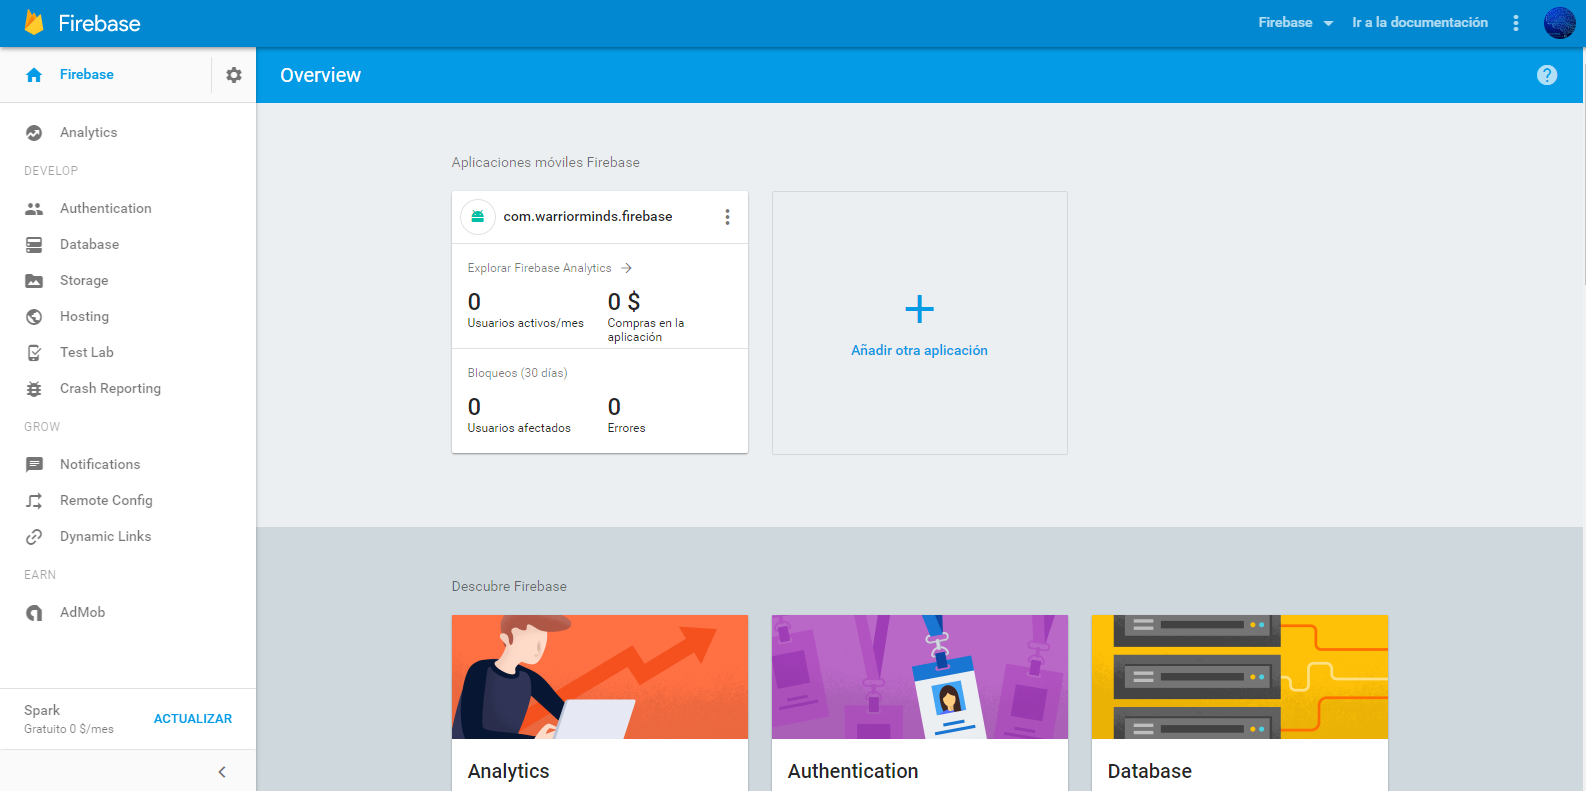 Firebase
Firebase
Ir a la documentación
Firebase
Overview
?
Analytics
DEVELOP
Authentication
Database
Storage
Hosting
Test Lab
Crash Reporting
GROW
Notifications
Remote Config
Dynamic Links
EARN
AdMob
Spark
Gratuito 0 $/mes
ACTUALIZAR
Aplicaciones móviles Firebase
com.warriorminds.firebase
Explorar Firebase Analytics
0
Usuarios activos/mes
0 $
Compras en la
aplicación
Bloqueos (30 días)
0
Usuarios afectados
0
Errores
Añadir otra aplicación
Descubre Firebase
Analytics
Authentication
Database